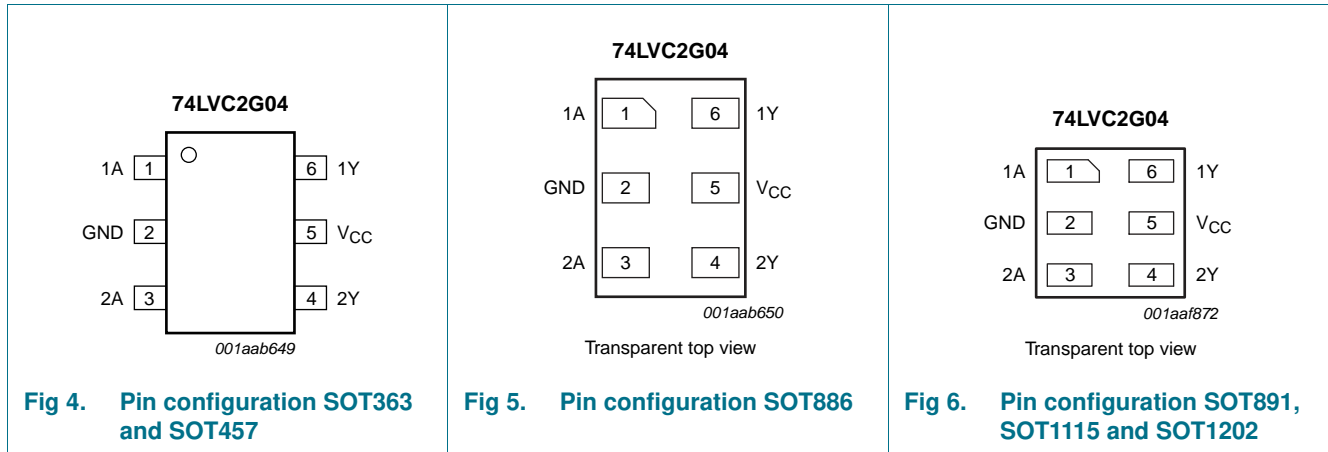 74LVC2G04
1A 1 6 1Y
GND 2 5 VCC
2A 3 4 2Y
001aab649
Fig 4. Pin configuration SOT363
and SOT457
74LVC2G04
1A 1 6 1Y
GND 2 5 VCC
2A 3 4 2Y
001aab650
Transparent top view
Fig 5. Pin configuration SOT886
74LVC2G04
1A 1 6 1Y
GND 2 5 VCC
2A 3 4 2Y
001aaf872
Transparent top view
Fig 6. Pin configuration SOT891,
SOT1115 and SOT1202